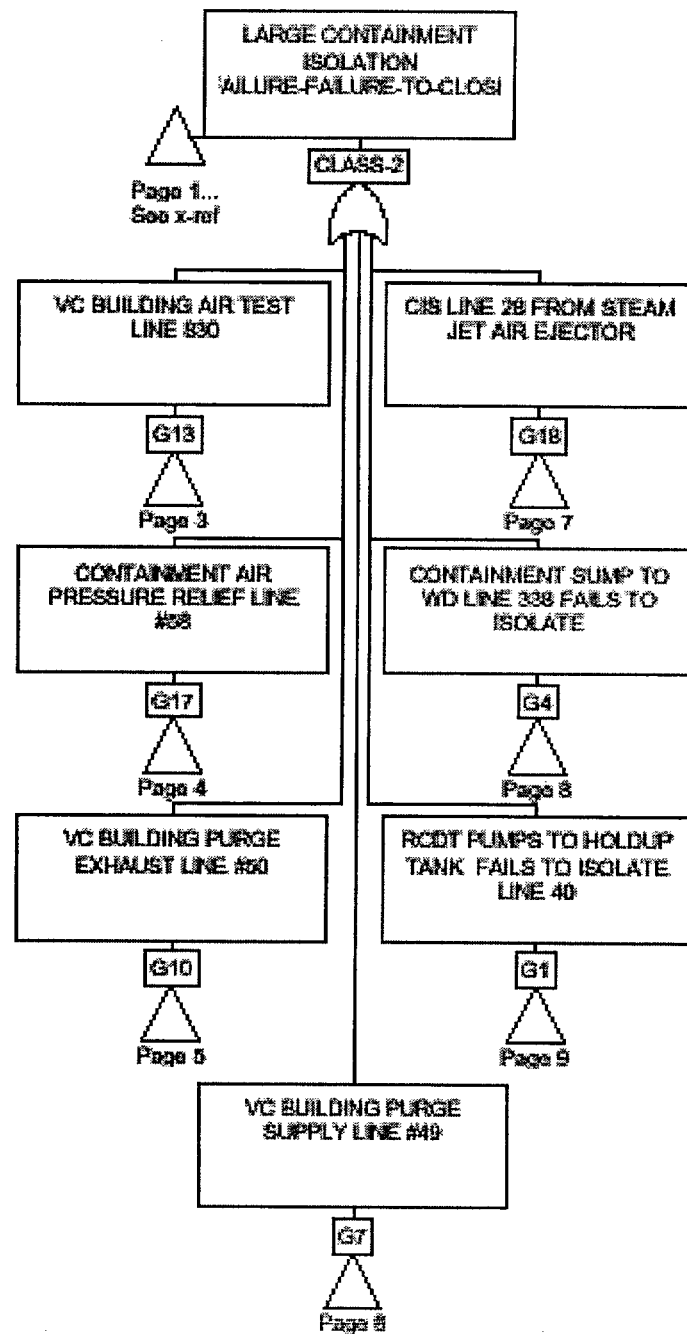 LARGE CONTAINMENT
ISOLATION
AILURE-FAILURE-TO-CLOSI
CLASS-2
Page 1...
See x-ref
VC BUILDING AIR TEST
LINE
G13
Page 3
CIS LINE 28 FROM STEAM
JET AIR EJECTOR
G18
Page 7
CONTAINMENT AIR
PRESSURE RELIEF LINE
G17
Page 4
CONTAINMENT SUMP TO
WD LINE 338 FAILS TO
ISOLATE
G4
Page 8
VC BUILDING PURGE
EXHAUST LINE #50
G10
Page 5
RCDT PUMPS TO HOLDUP
TANK FAILS TO ISOLATE
LINE 40
G1
Page 9
VC BUILDING PURGE
SUPPLY LINE #49
G7
Page 6